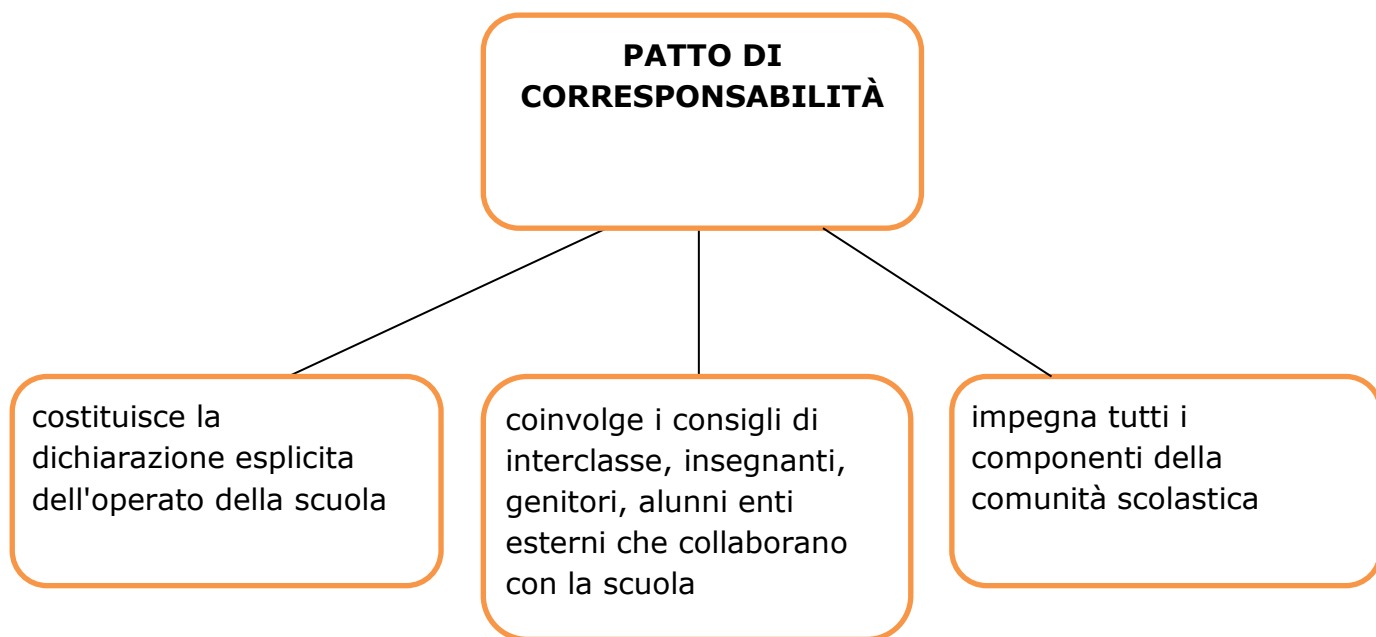 PATTO DI
CORRESPONSABILITÀ
costituisce la
dichiarazione esplicita
dell'operato della scuola
coinvolge i consigli di
interclasse, insegnanti,
genitori, alunni enti
esterni che collaborano
con la scuola
impegna tutti i
componenti della
comunità scolastica